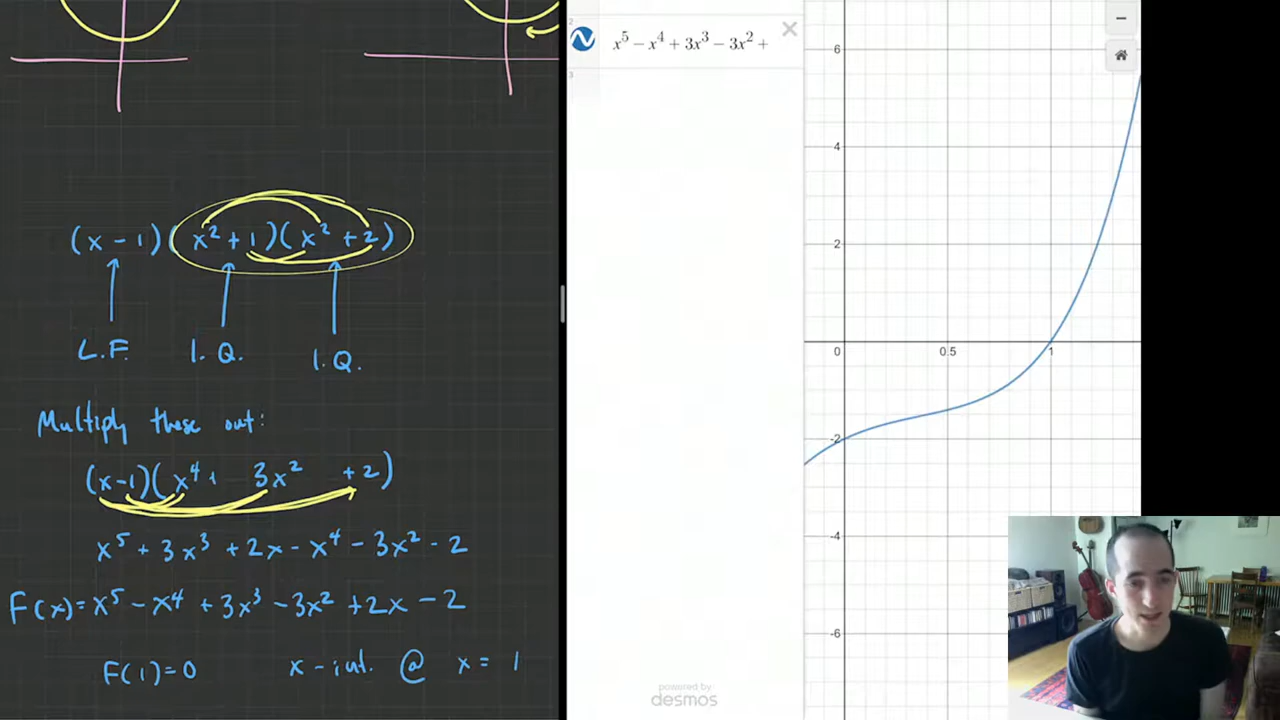 (x - 1)(x² + 1)(x² + 2)
L.F. I. Q. I. Q.
Multiply these out:
(x-1)(x⁴ + 3x² + 2)
x⁵ + 3x³ + 2x - x⁴ - 3x² - 2
F(x) = x⁵ - x⁴ + 3x³ - 3x² + 2x - 2
F(1) = 0 x - int. @ x = 1
2
x⁵ − x⁴ + 3x³ − 3x² +
3
powered by
desmos
6
4
2
0 0.5 1
-2
-4
-6